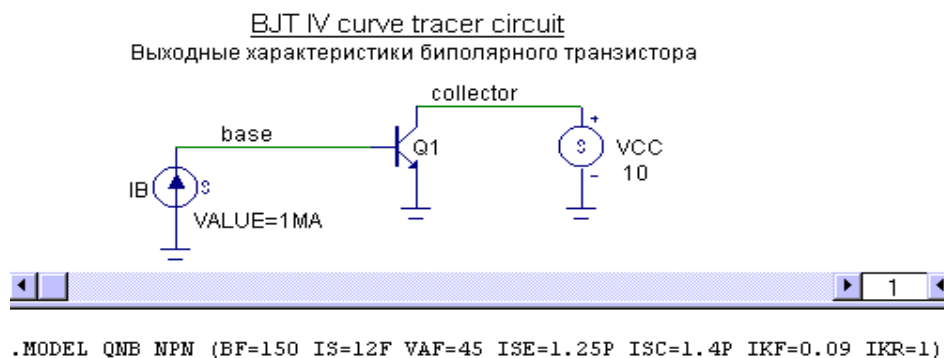 BJT IV curve tracer circuit
Выходные характеристики биполярного транзистора
collector
base
Q1
+
S
VCC
-
10
IB
S
VALUE=1MA
1
.MODEL QNB NPN (BF=150 IS=12F VAF=45 ISE=1.25P ISC=1.4P IKF=0.09 IKR=1)